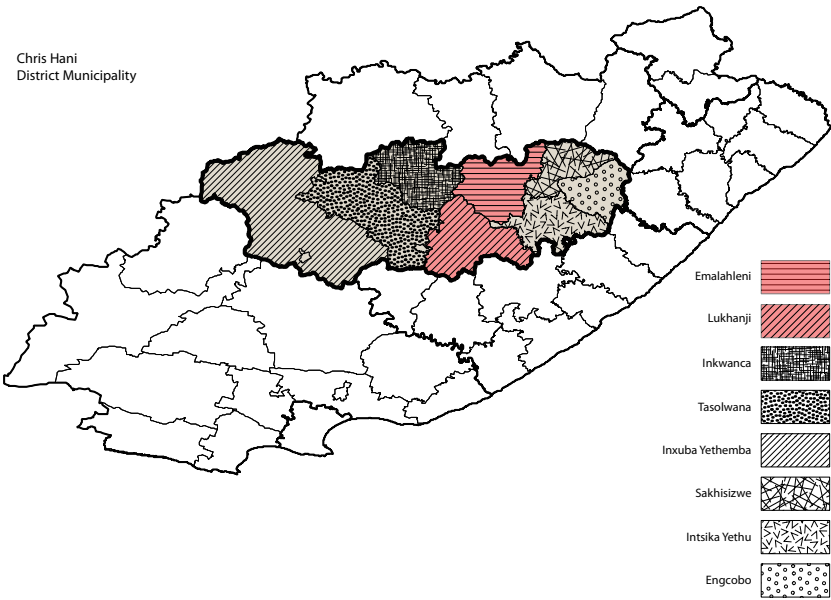 Chris Hani
District Municipality
Emalahleni
Lukhanji
Inkwanca
Tasolwana
Inxuba Yethemba
Sakhisizwe
Intsika Yethu
Engcobo